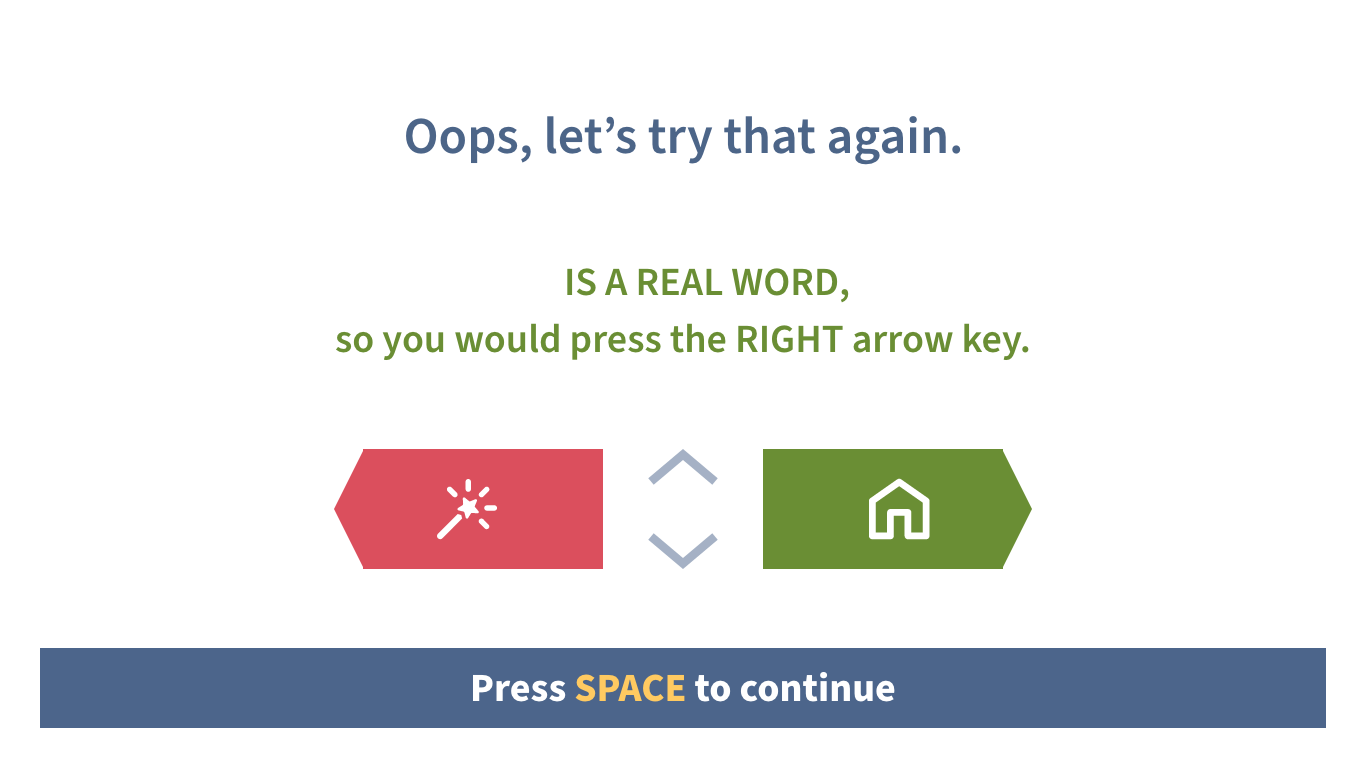 Oops, let’s try that again.
IS A REAL WORD,
so you would press the RIGHT arrow key.
Press SPACE to continue